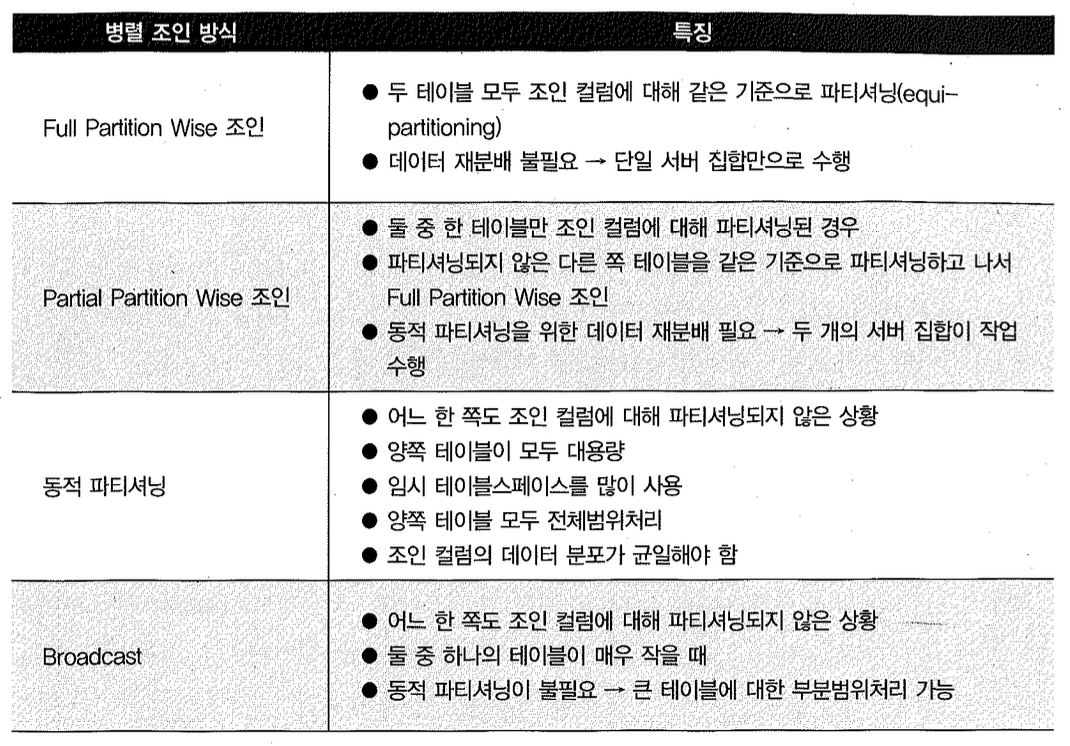 병렬 조인 방식
특징
Full Partition Wise 조인
● 두 테이블 모두 조인 컬럼에 대해 같은 기준으로 파티셔닝(equi-
partitioning)
● 데이터 재분배 불필요 → 단일 서버 집합만으로 수행
Partial Partition Wise 조인
● 둘 중 한 테이블만 조인 컬럼에 대해 파티셔닝된 경우
● 파티셔닝되지 않은 다른 쪽 테이블을 같은 기준으로 파티셔닝하고 나서
Full Partition Wise 조인
● 동적 파티셔닝을 위한 데이터 재분배 필요 → 두 개의 서버 집합이 작업
수행
동적 파티셔닝
● 어느 한 쪽도 조인 컬럼에 대해 파티셔닝되지 않은 상황
● 양쪽 테이블이 모두 대용량
● 임시 테이블스페이스를 많이 사용
● 양쪽 테이블 모두 전체범위처리
● 조인 컬럼의 데이터 분포가 균일해야 함
Broadcast
● 어느 한 쪽도 조인 컬럼에 대해 파티셔닝되지 않은 상황
● 둘 중 하나의 테이블이 매우 작을 때
● 동적 파티셔닝이 불필요 → 큰 테이블에 대한 부분범위처리 가능